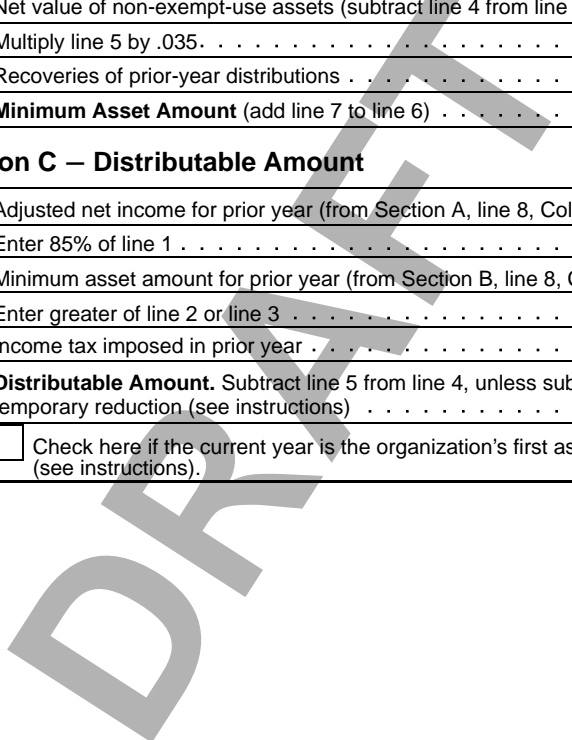 Net value of non-exempt-use assets (subtract line 4 from line
Multiply line 5 by .035. . . . . . . . . . . . . . . . . . . . .
Recoveries of prior-year distributions . . . . . . . . . . . .
Minimum Asset Amount (add line 7 to line 6) . . . . . . .
on C – Distributable Amount
Adjusted net income for prior year (from Section A, line 8, Col
Enter 85% of line 1 . . . . . . . . . . . . . . . . . . . . . .
Minimum asset amount for prior year (from Section B, line 8, C
Enter greater of line 2 or line 3 . . . . . . . . . . . . . . .
ncome tax imposed in prior year . . . . . . . . . . . . . .
Distributable Amount. Subtract line 5 from line 4, unless sub
emporary reduction (see instructions) . . . . . . . . . . .
Check here if the current year is the organization’s first as
(see instructions).
DRAFT